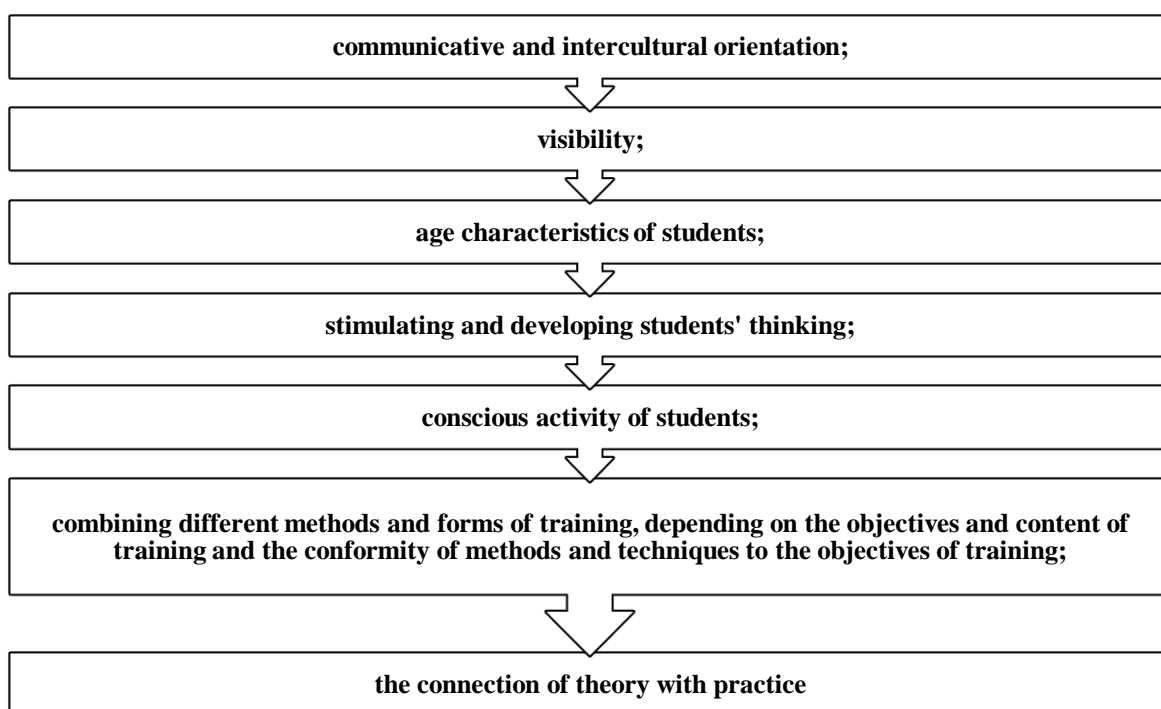 communicative and intercultural orientation;
visibility;
age characteristics of students;
stimulating and developing students' thinking;
conscious activity of students;
combining different methods and forms of training, depending on the objectives and content of
training and the conformity of methods and techniques to the objectives of training;
the connection of theory with practice